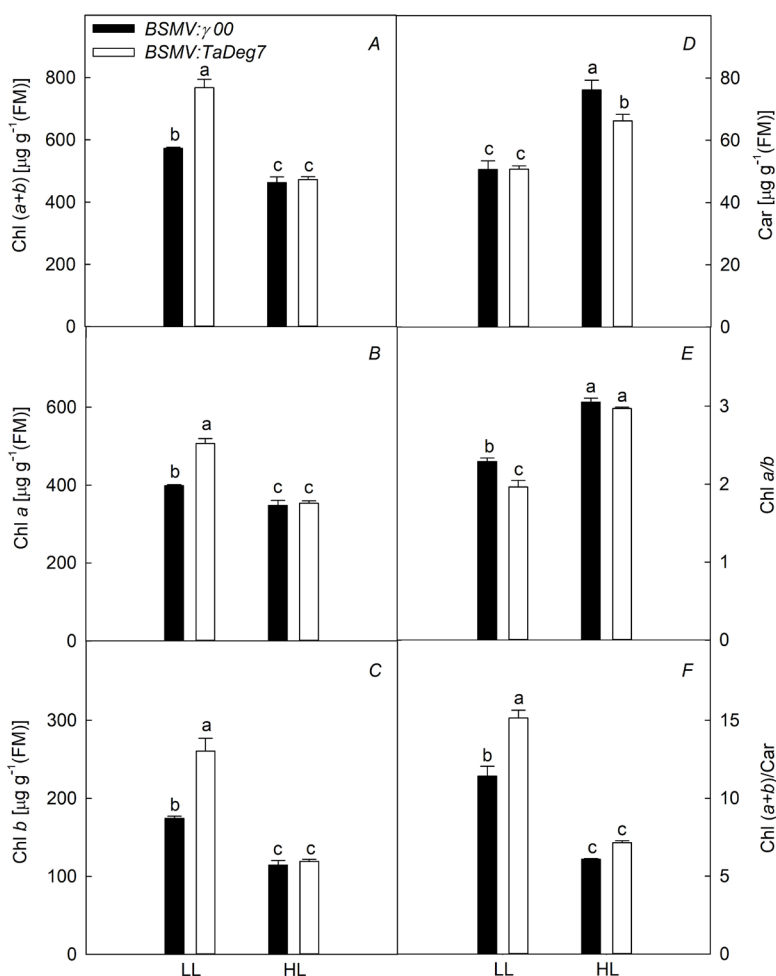 BSMV:γ00
BSMV:TaDeg7
A
Chl (a+b) [µg g⁻¹(FM)]
800
600
400
200
0
b
a
c
c
D
Car [µg g⁻¹(FM)]
80
60
40
20
0
c
c
a
b
B
Chl a [µg g⁻¹(FM)]
600
400
200
0
b
a
c
c
E
Chl a/b
3
2
1
0
b
c
a
a
C
Chl b [µg g⁻¹(FM)]
300
200
100
0
b
a
c
c
LL
HL
F
Chl (a+b)/Car
15
10
5
0
b
a
c
c
LL
HL